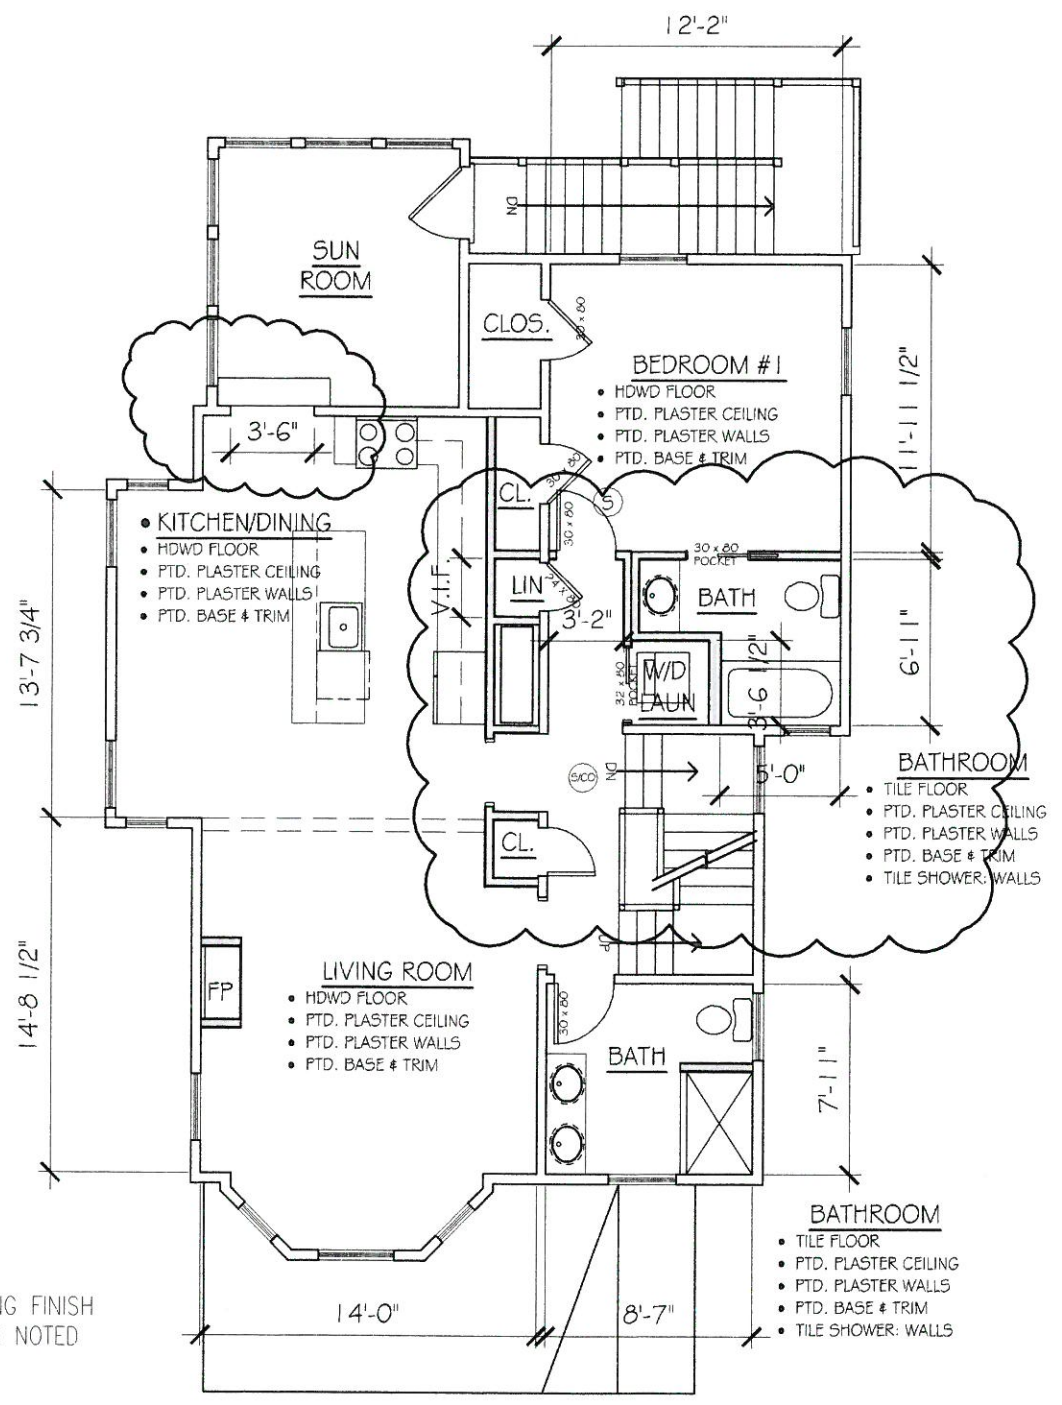 12'-2"
DN
SUN
ROOM
CLOS.
30 x 80
BEDROOM #1
• HDWD FLOOR
• PTD. PLASTER CEILING
• PTD. PLASTER WALLS
• PTD. BASE & TRIM
11'-11 1/2"
3'-6"
30 x 80
CL.
30 x 80
S
• KITCHEN/DINING
• HDWD FLOOR
• PTD. PLASTER CEILING
• PTD. PLASTER WALLS
• PTD. BASE & TRIM
V.I.F.
30 x 80
POCKET
LIN
24 x 80
BATH
3'-2"
6'-11"
13'-7 3/4"
32 x 80
POCKET
W/D
LAUN
3'-6 1/2"
S/CO
DN
5'-0"
BATHROOM
• TILE FLOOR
• PTD. PLASTER CEILING
• PTD. PLASTER WALLS
• PTD. BASE & TRIM
• TILE SHOWER: WALLS
CL.
UP
14'-8 1/2"
FP
LIVING ROOM
• HDWD FLOOR
• PTD. PLASTER CEILING
• PTD. PLASTER WALLS
• PTD. BASE & TRIM
30 x 80
BATH
7'-11"
BATHROOM
• TILE FLOOR
• PTD. PLASTER CEILING
• PTD. PLASTER WALLS
• PTD. BASE & TRIM
• TILE SHOWER: WALLS
FINISH
NOTED
14'-0"
8'-7"